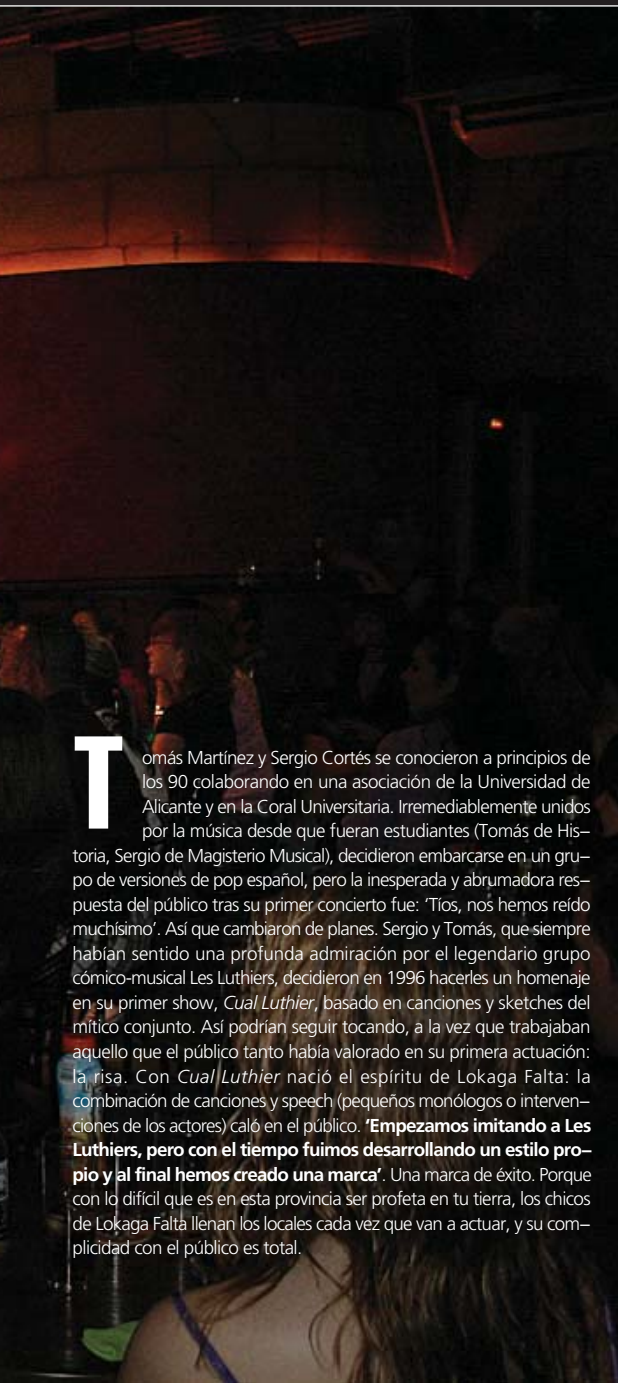 Tomás Martínez y Sergio Cortés se conocieron a principios de
los 90 colaborando en una asociación de la Universidad de
Alicante y en la Coral Universitaria. Irremediablemente unidos
por la música desde que fueran estudiantes (Tomás de His–
toria, Sergio de Magisterio Musical), decidieron embarcarse en un gru–
po de versiones de pop español, pero la inesperada y abrumadora res–
puesta del público tras su primer concierto fue: ‘Tíos, nos hemos reído
muchísimo’. Así que cambiaron de planes. Sergio y Tomás, que siempre
habían sentido una profunda admiración por el legendario grupo
cómico-musical Les Luthiers, decidieron en 1996 hacerles un homenaje
en su primer show, Cual Luthier, basado en canciones y sketches del
mítico conjunto. Así podrían seguir tocando, a la vez que trabajaban
aquello que el público tanto había valorado en su primera actuación:
la risa. Con Cual Luthier nació el espíritu de Lokaga Falta: la
combinación de canciones y speech (pequeños monólogos o interven–
ciones de los actores) caló en el público. ‘Empezamos imitando a Les
Luthiers, pero con el tiempo fuimos desarrollando un estilo pro–
pio y al final hemos creado una marca’. Una marca de éxito. Porque
con lo difícil que es en esta provincia ser profeta en tu tierra, los chicos
de Lokaga Falta llenan los locales cada vez que van a actuar, y su com–
plicidad con el público es total.